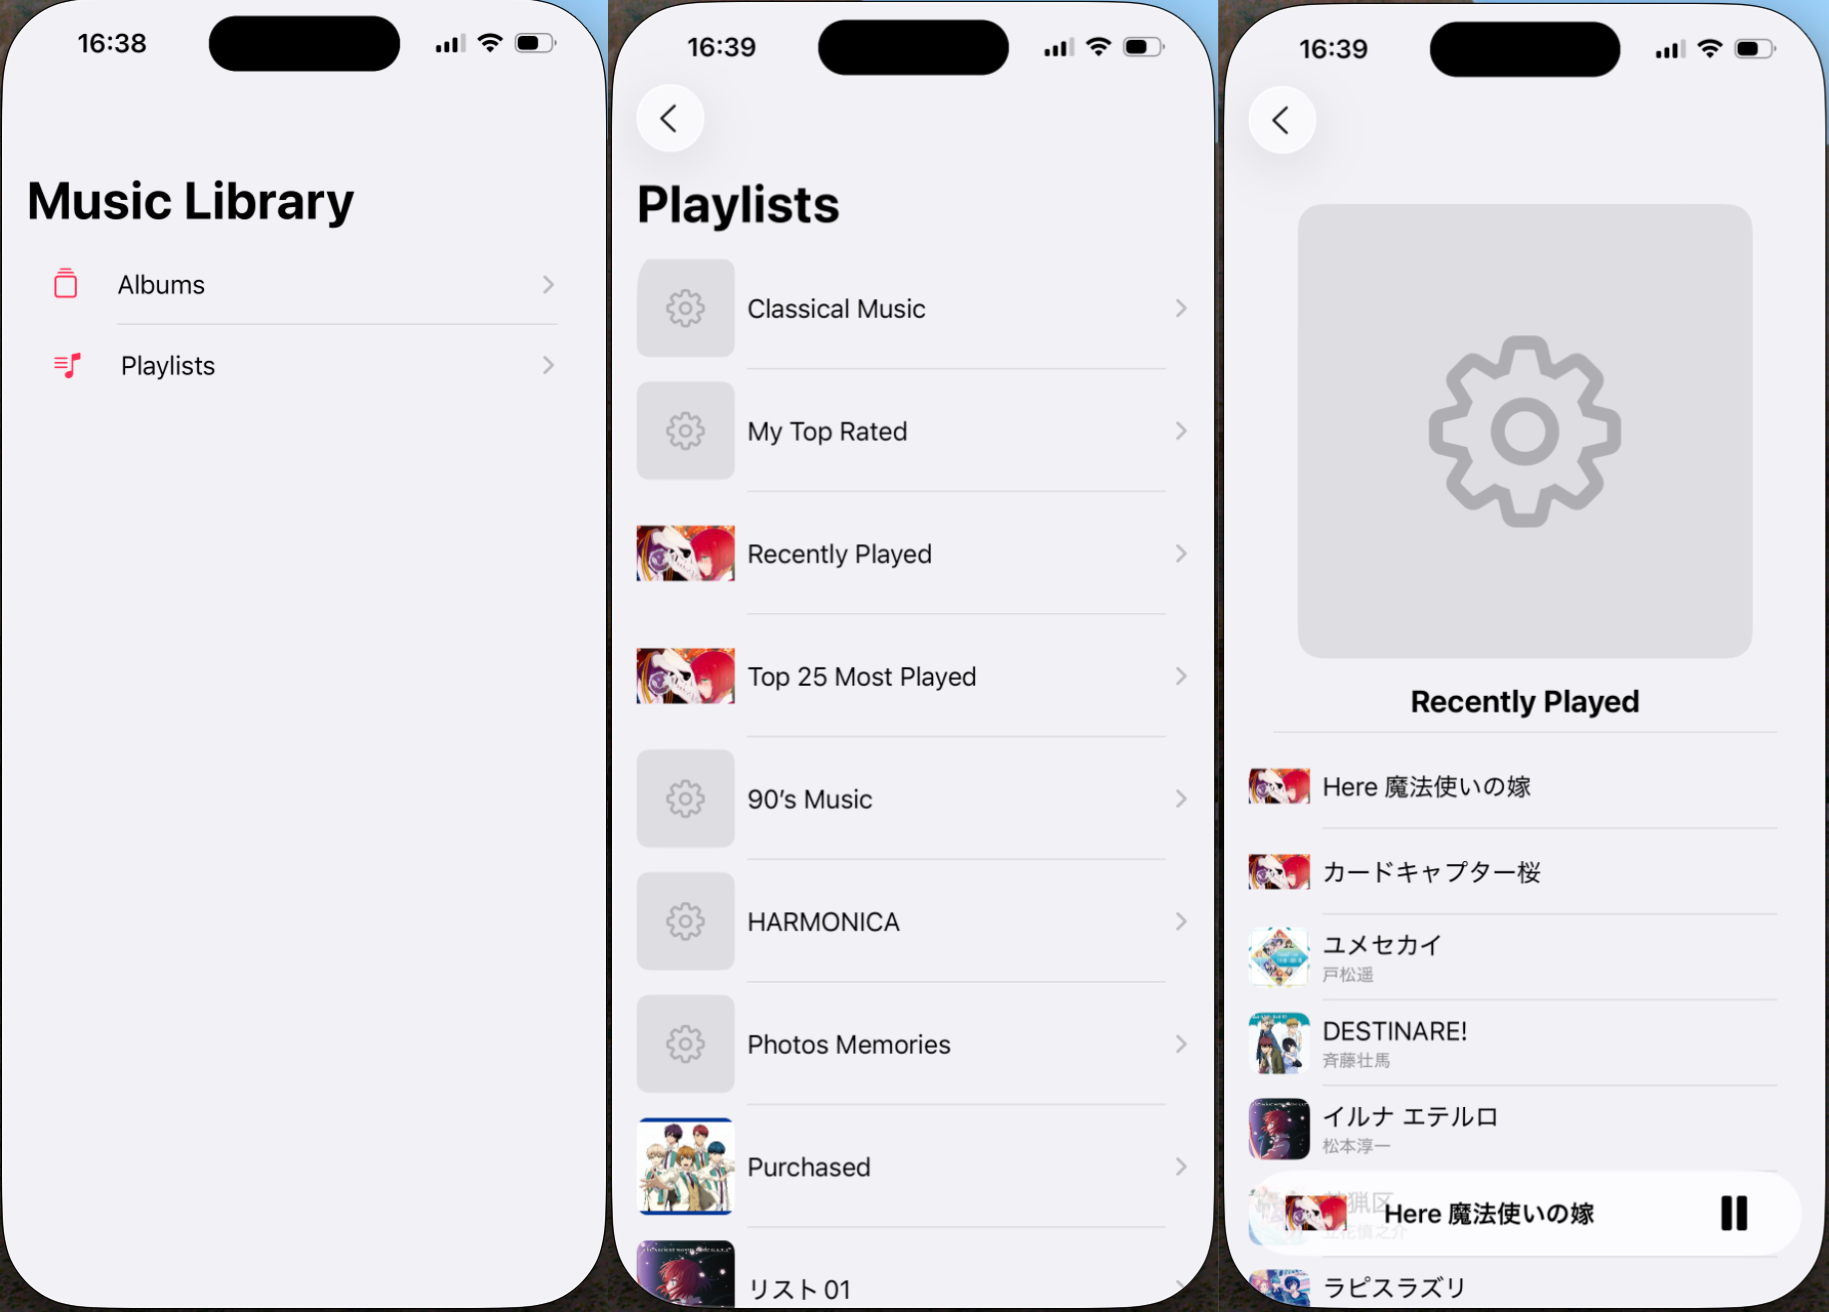 16:38
Music Library
Albums
Playlists
16:39
Playlists
Classical Music
My Top Rated
Recently Played
Top 25 Most Played
90’s Music
HARMONICA
Photos Memories
Purchased
リスト 01
16:39
Recently Played
Here 魔法使いの嫁
カードキャプター桜
ユメセカイ
戸松遥
DESTINARE!
斉藤壮馬
イルナ エテルロ
松本淳一
Here 魔法使いの嫁
ラピスラズリ